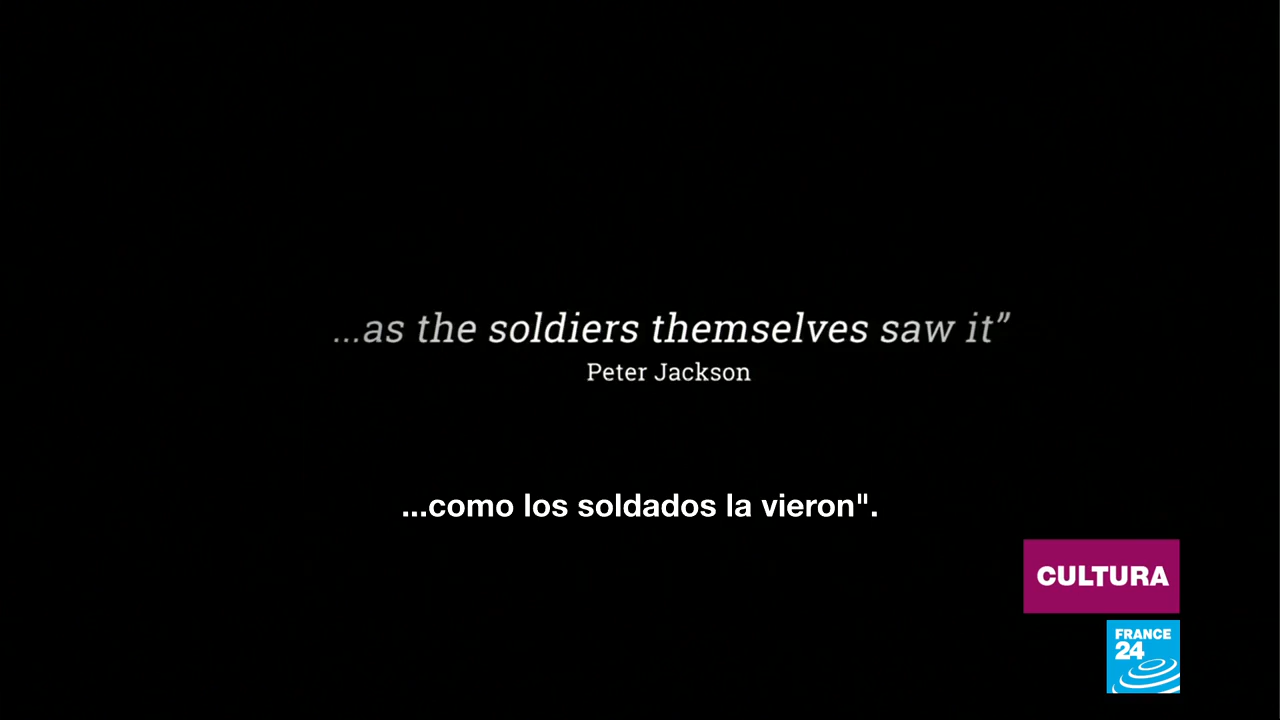 ...as the soldiers themselves saw it”
Peter Jackson
...como los soldados la vieron".
CULTURA
FRANCE
24